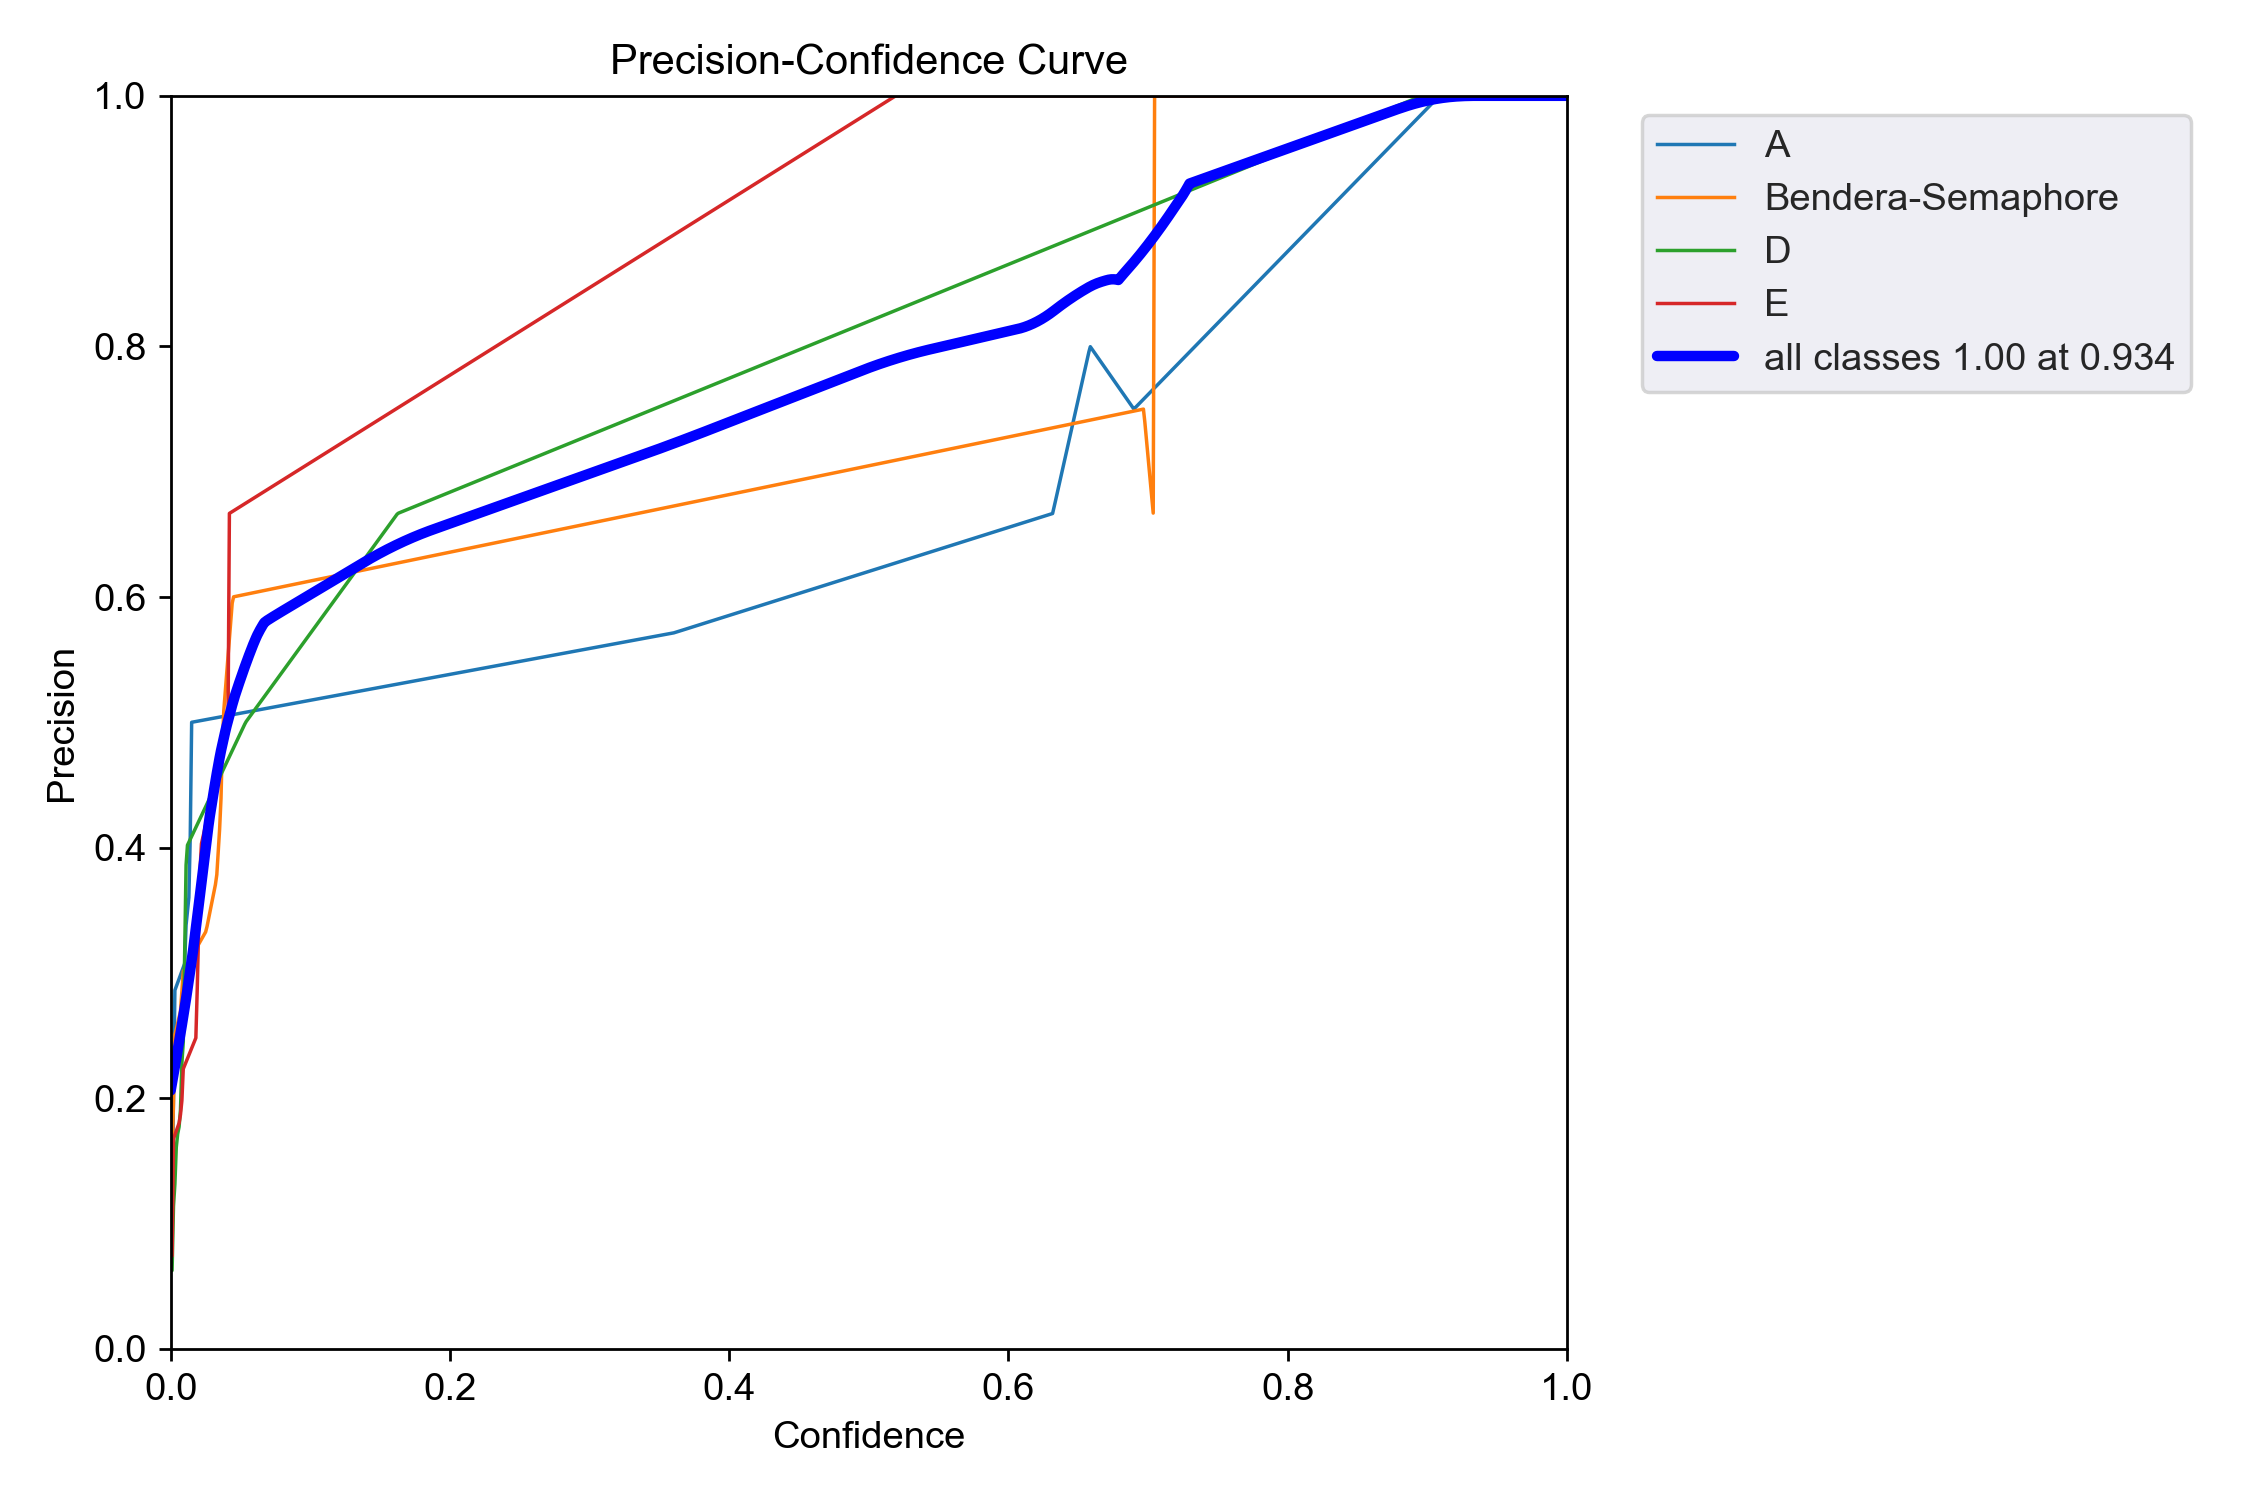 Precision-Confidence Curve
1.0
0.8
0.6
0.4
0.2
0.0
Precision
0.0 0.2 0.4 0.6 0.8 1.0
Confidence
A
Bendera-Semaphore
D
E
all classes 1.00 at 0.934